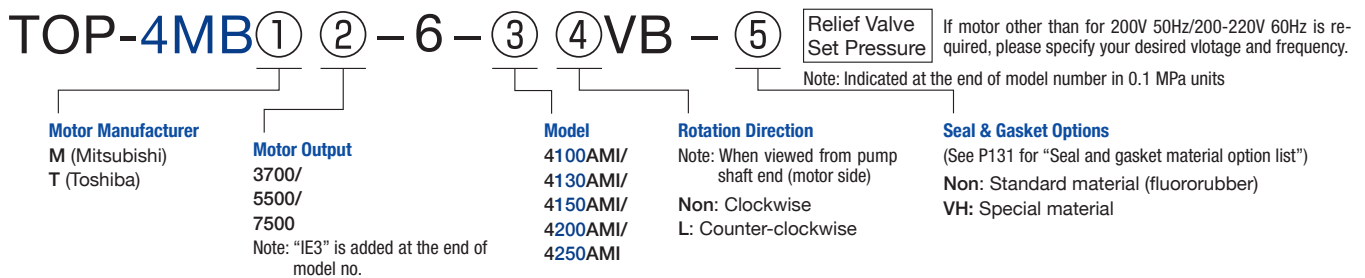 TOP-4MB① ②–6–③ ④VB – ⑤
Relief Valve
Set Pressure
If motor other than for 200V 50Hz/200-220V 60Hz is re-
quired, please specify your desired vlotage and frequency.
Note: Indicated at the end of model number in 0.1 MPa units
Motor Manufacturer
M (Mitsubishi)
T (Toshiba)
Motor Output
3700/
5500/
7500
Note: “IE3” is added at the end of
model no.
Model
4100AMI/
4130AMI/
4150AMI/
4200AMI/
4250AMI
Rotation Direction
Note: When viewed from pump
shaft end (motor side)
Non: Clockwise
L: Counter-clockwise
Seal & Gasket Options
(See P131 for “Seal and gasket material option list”)
Non: Standard material (fluororubber)
VH: Special material